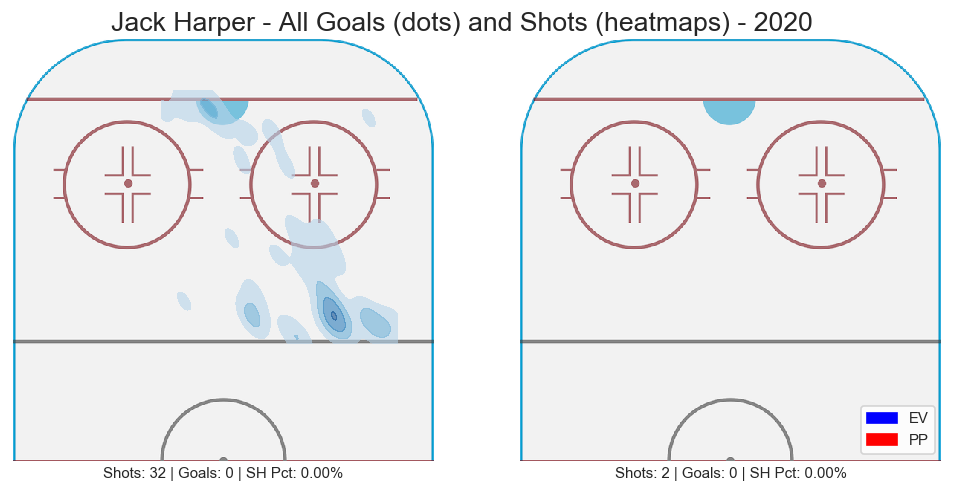 Jack Harper - All Goals (dots) and Shots (heatmaps) - 2020
EV
PP
Shots: 32 | Goals: 0 | SH Pct: 0.00%
Shots: 2 | Goals: 0 | SH Pct: 0.00%